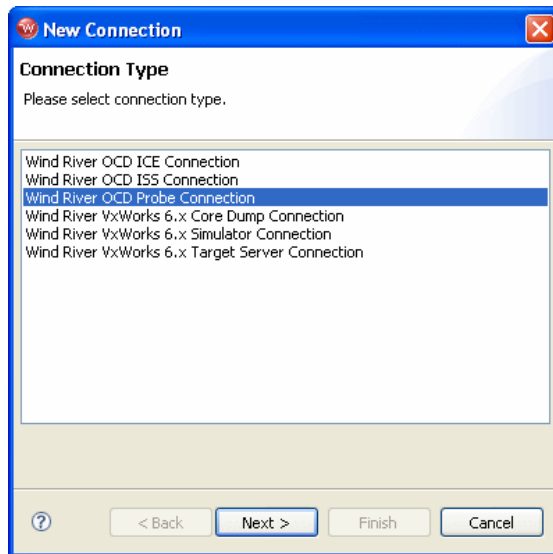 New Connection
Connection Type
Please select connection type.
Wind River OCD ICE Connection
Wind River OCD ISS Connection
Wind River OCD Probe Connection
Wind River VxWorks 6.x Core Dump Connection
Wind River VxWorks 6.x Simulator Connection
Wind River VxWorks 6.x Target Server Connection
? < Back Next > Finish Cancel